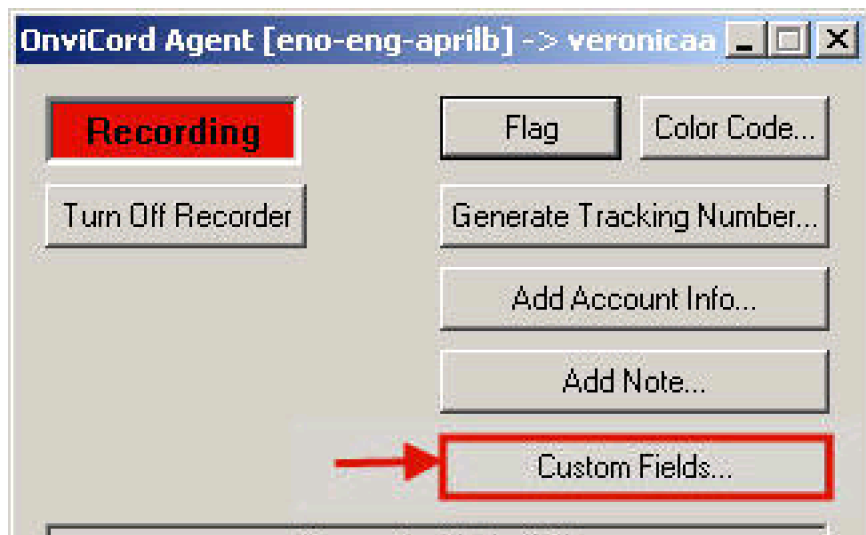 OnviCord Agent [eno-eng-aprilb] -> veronicaa
Recording
Flag
Color Code...
Turn Off Recorder
Generate Tracking Number...
Add Account Info...
Add Note...
Custom Fields...